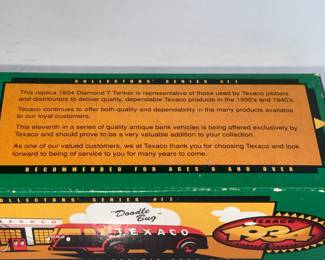 COLLECTORS' SERIES #11
This replica 1934 Diamond T Tanker is representative of those used by Texaco jobbers
and distributors to deliver quality, dependable Texaco products in the 1930's and 1940's.
Texaco continues to offer both quality and dependability in the many products available
to our loyal customers.
This eleventh in a series of quality antique bank vehicles is being offered exclusively by
Texaco and should prove to be a very valuable addition to your collection.
As one of our valued customers, we at Texaco thank you for choosing Texaco and look
forward to being of service to you for many years to come.
RECOMMENDED FOR AGES 8 AND OVER
COLLECTORS' SERIES #11
TEXACO
"Doodle
Bug"
TEXACO
TEXACO
1934